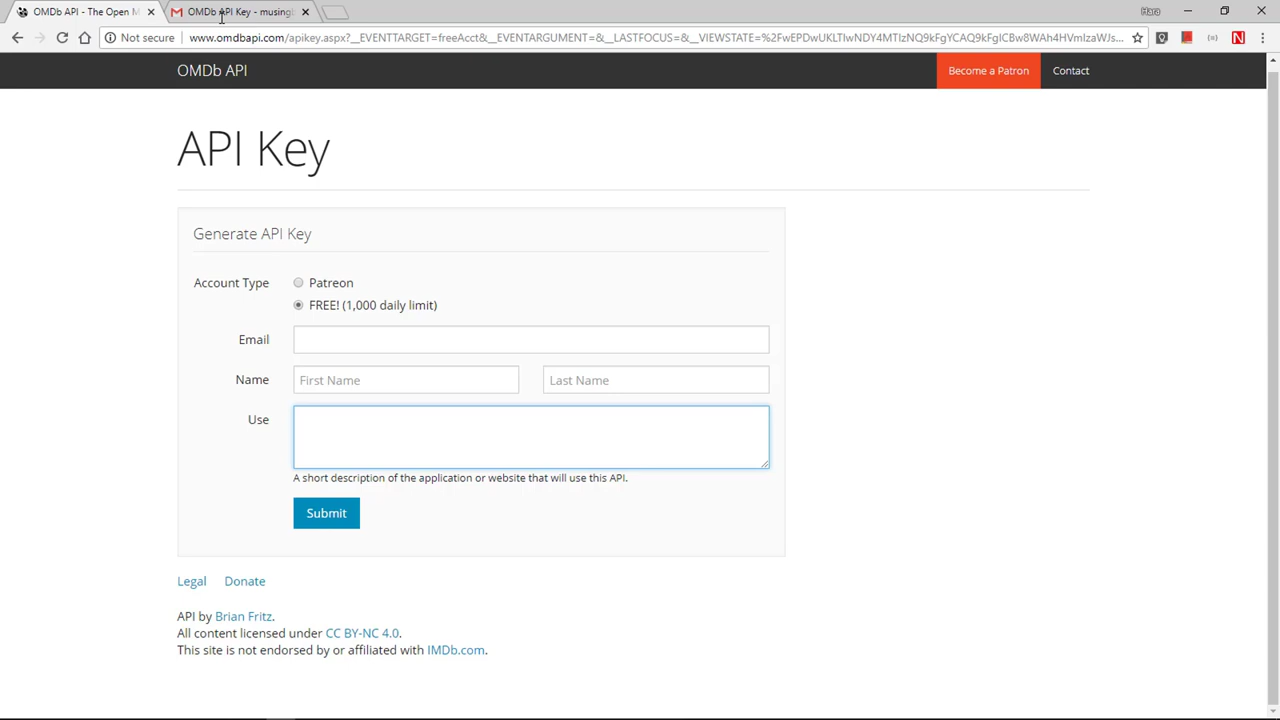 OMDb API - The Open M
OMDb API Key - musing
Hara
Not secure
www.omdbapi.com/apikey.aspx?__EVENTTARGET=freeAcct&__EVENTARGUMENT=&__LASTFOCUS=&__VIEWSTATE=%2FwEPDwUKLTIwNDY4MTIzNQ9kFgYCAQ9kFgICBw8WAh4HVmlzaWJs...
OMDb API
Become a Patron
Contact
API Key
Generate API Key
Account Type
Patreon
FREE! (1,000 daily limit)
Email
Name
First Name
Last Name
Use
A short description of the application or website that will use this API.
Submit
Legal
Donate
API by Brian Fritz.
All content licensed under CC BY-NC 4.0.
This site is not endorsed by or affiliated with IMDb.com.